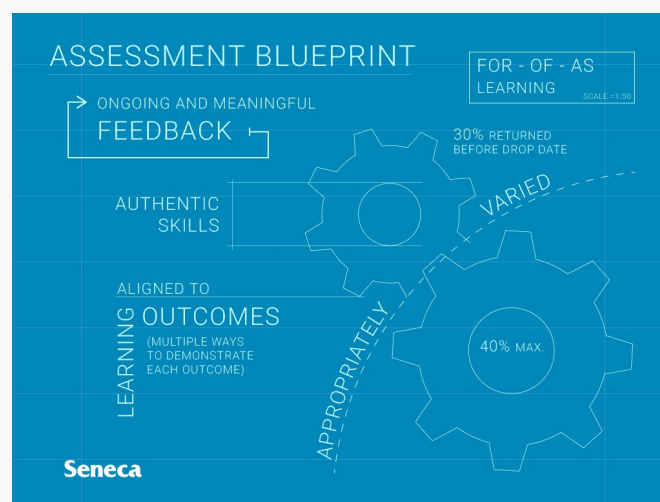 ASSESSMENT BLUEPRINT
FOR - OF - AS
LEARNING
SCALE =1:50
ONGOING AND MEANINGFUL
FEEDBACK
30% RETURNED
BEFORE DROP DATE
AUTHENTIC
SKILLS
APPROPRIATELY VARIED
ALIGNED TO
LEARNING OUTCOMES
(MULTIPLE WAYS
TO DEMONSTRATE
EACH OUTCOME)
40% MAX.
Seneca